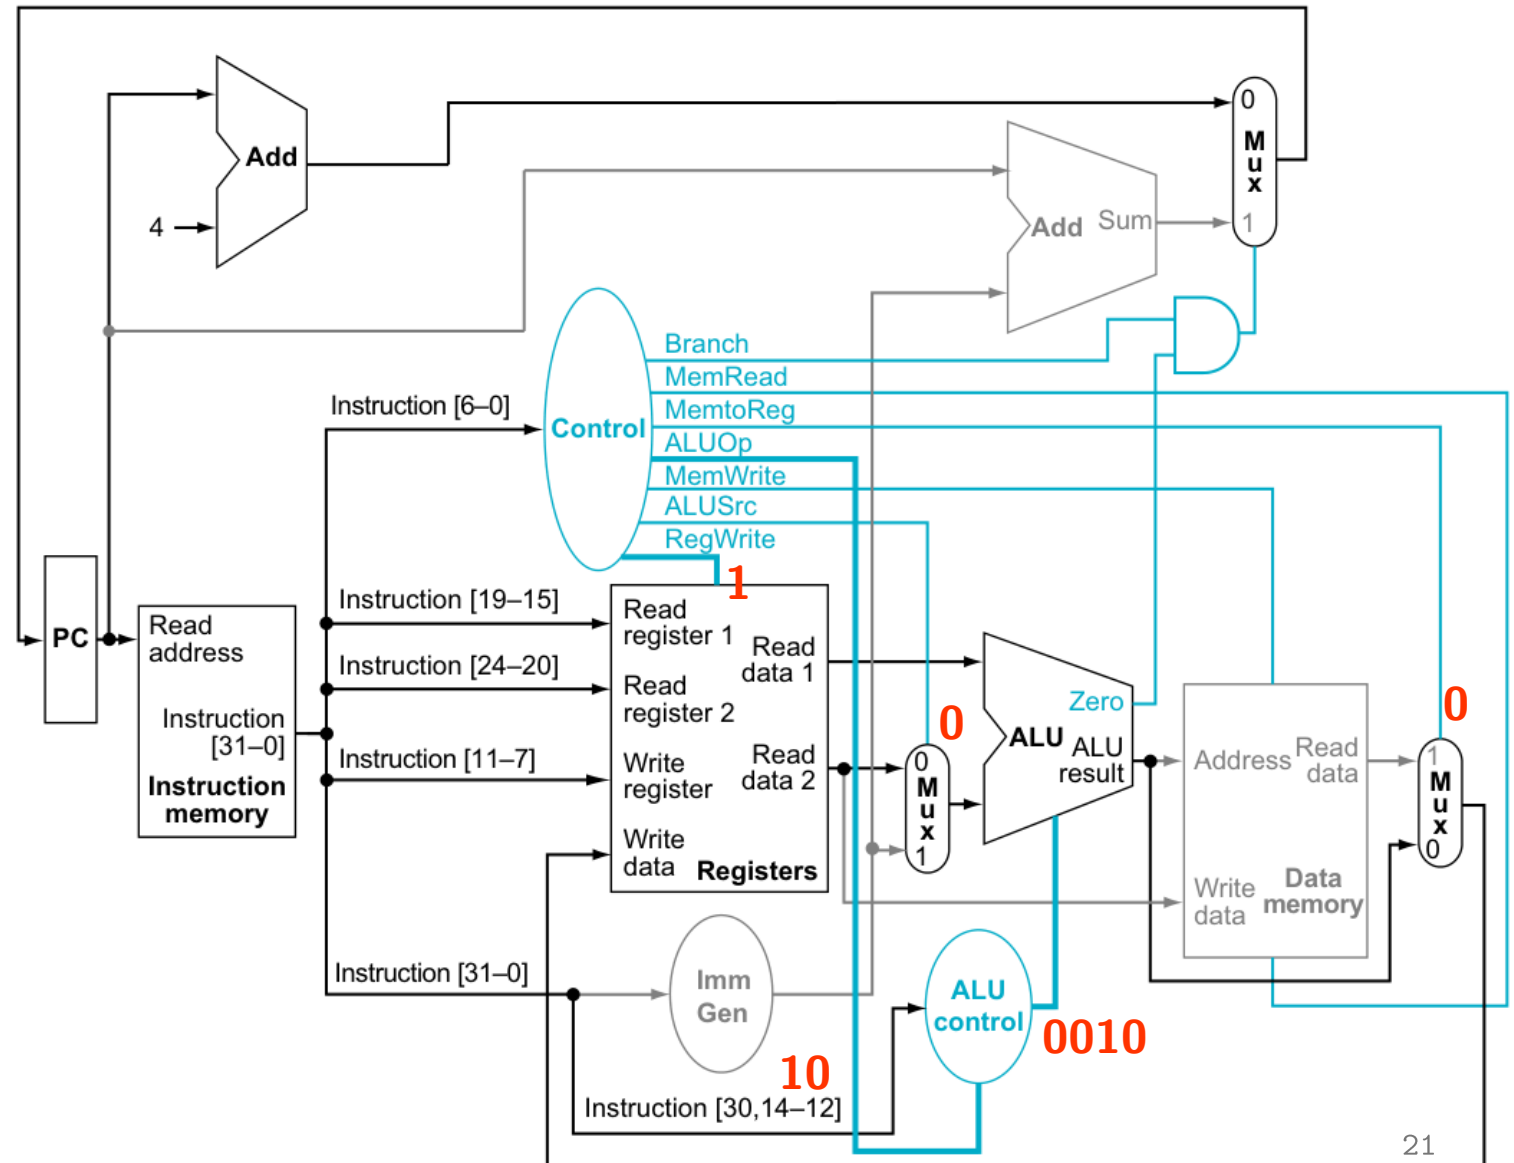 0
M
u
x
1
Add
4
Add Sum
Branch
MemRead
MemtoReg
ALUOp
MemWrite
ALUSrc
RegWrite
Control
Instruction [6–0]
1
PC
Read
address
Instruction
[31–0]
Instruction
memory
Instruction [19–15]
Instruction [24–20]
Instruction [11–7]
Read
register 1
Read
register 2
Write
register
Write
data
Read
data 1
Read
data 2
Registers
0
0
M
u
x
1
Zero
ALU
ALU
result
Address
Read
data
Write
data
Data
memory
0
1
M
u
x
0
Instruction [31–0]
Imm
Gen
ALU
control
0010
10
Instruction [30,14–12]
21